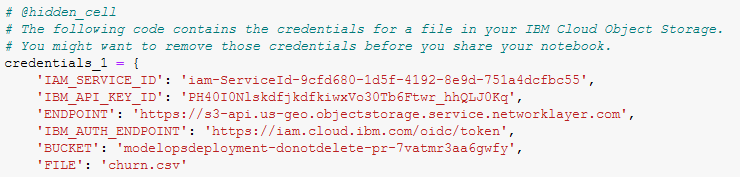 # @hidden_cell
# The following code contains the credentials for a file in your IBM Cloud Object Storage.
# You might want to remove those credentials before you share your notebook.
credentials_1 = {
'IAM_SERVICE_ID': 'iam-ServiceId-9cfd680-1d5f-4192-8e9d-751a4dcfbc55',
'IBM_API_KEY_ID': 'PH40I0Nlskdfjkdfkiwx​Vo30Tb6Ftwr_hhQLJ0Kq',
'ENDPOINT': 'https://s3-api.us-geo.objectstorage.service.networklayer.com',
'IBM_AUTH_ENDPOINT': 'https://iam.cloud.ibm.com/oidc/token',
'BUCKET': 'modelopsdeployment-donotdelete-pr-7vatmr3aa6gwfy',
'FILE': 'churn.csv'